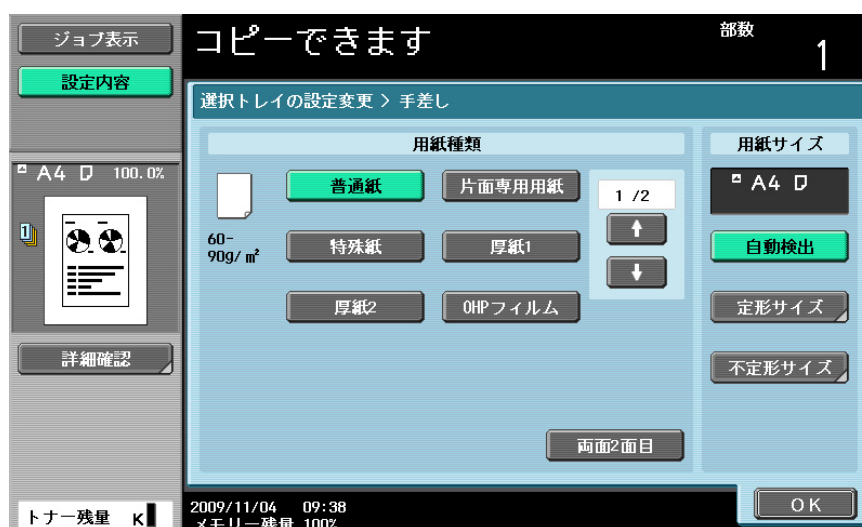 ジョブ表示
設定内容
コピーできます
部数
1
選択トレイの設定変更 > 手差し
用紙種類
用紙サイズ
A4 100.0%
1
60-
90g/㎡
普通紙
片面専用用紙
1 /2
特殊紙
厚紙1
厚紙2
OHPフィルム
両面2面目
A4
自動検出
定形サイズ
不定形サイズ
詳細確認
トナー残量 K
2009/11/04 09:38
メモリー残量 100%
OK